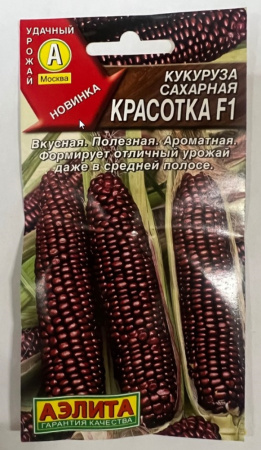 УДАЧНЫЙ
УРОЖАЙ
А
Москва
НОВИНКА
КУКУРУЗА
САХАРНАЯ
КРАСОТКА F1
Вкусная. Полезная. Ароматная.
Формирует отличный урожай
даже в средней полосе.
АЭЛИТА
ГАРАНТИЯ КАЧЕСТВА